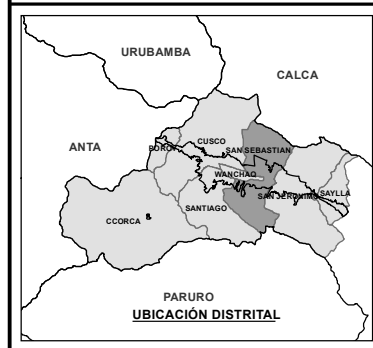 URUBAMBA
CALCA
ANTA
CUSCO
POROY
SAN SEBASTIAN
WANCHAQ
SAYLLA
SAN JERONIMO
SANTIAGO
CCORCA
PARURO
UBICACIÓN DISTRITAL